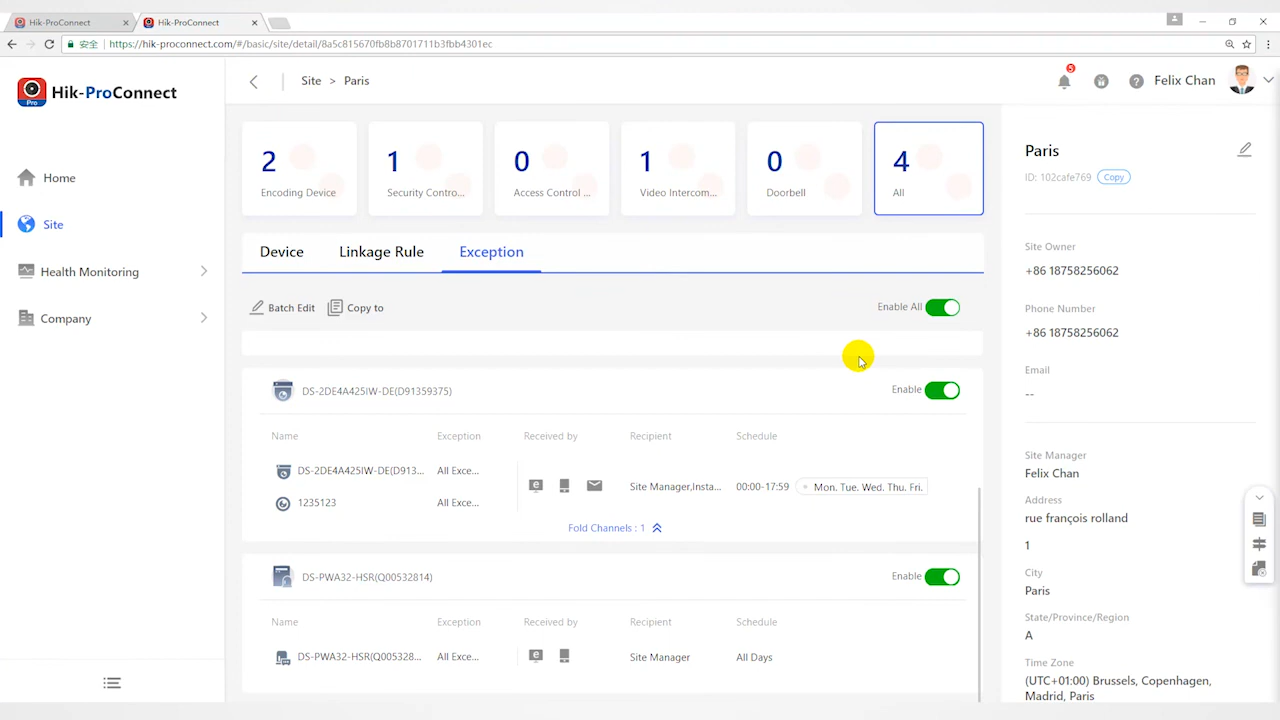 Hik-ProConnect
Hik-ProConnect
安全
https://hik-proconnect.com/#/basic/site/detail/8a5c815670fb8b8701711b3fbb4301ec
Hik-ProConnect
Pro
Site > Paris
5
Felix Chan
Home
Site
Health Monitoring
Company
2
Encoding Device
1
Security Contro...
0
Access Control ...
1
Video Intercom...
0
Doorbell
4
All
Device
Linkage Rule
Exception
Batch Edit
Copy to
Enable All
DS-2DE4A425IW-DE(D91359375)
Enable
Name Exception Received by Recipient Schedule
DS-2DE4A425IW-DE(D913... All Exce...
e Site Manager,Insta... 00:00-17:59 Mon. Tue. Wed. Thu. Fri.
1235123 All Exce...
Fold Channels : 1
DS-PWA32-HSR(Q00532814)
Enable
Name Exception Received by Recipient Schedule
DS-PWA32-HSR(Q005328... All Exce... e Site Manager All Days
Paris
ID: 102cafe769 Copy
Site Owner
+86 18758256062
Phone Number
+86 18758256062
Email
--
Site Manager
Felix Chan
Address
rue françois rolland
1
City
Paris
State/Province/Region
A
Time Zone
(UTC+01:00) Brussels, Copenhagen,
Madrid, Paris